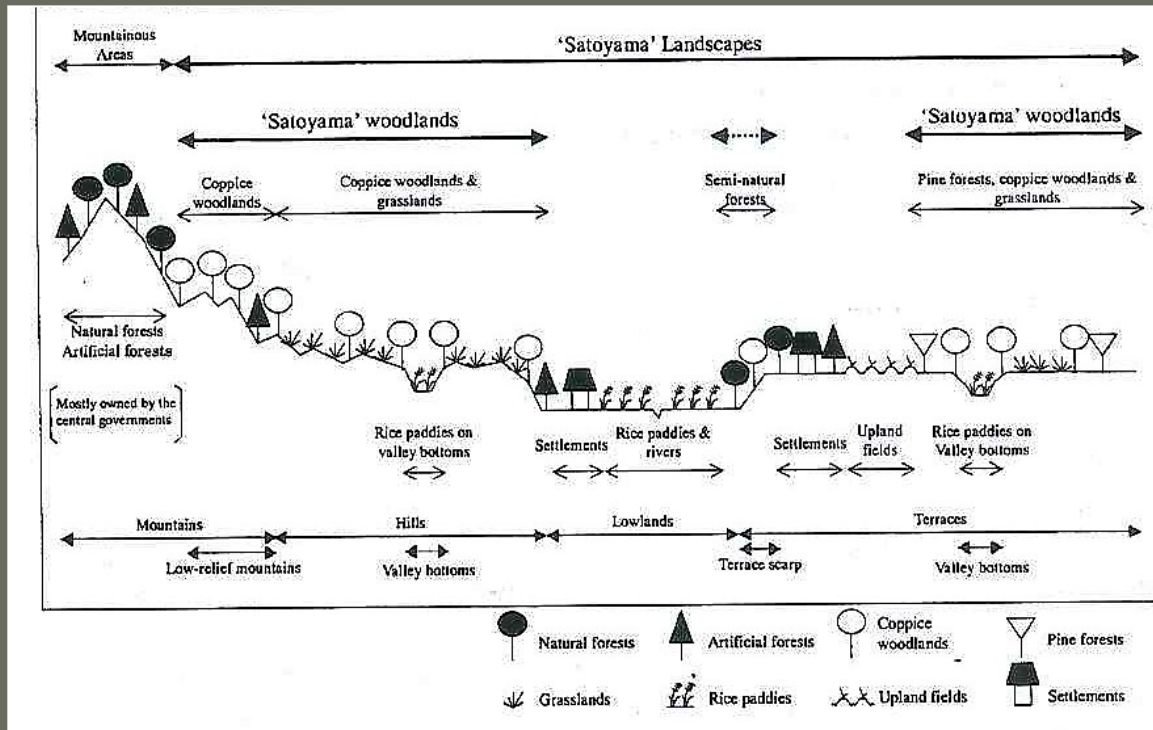 Mountainous
Areas
'Satoyama' Landscapes
'Satoyama' woodlands
'Satoyama' woodlands
Coppice
woodlands
Coppice woodlands &
grasslands
Semi-natural
forests
Pine forests, coppice woodlands &
grasslands
Natural forests
Artificial forests
Mostly owned by the
central governments
Rice paddies on
valley bottoms
Settlements
Rice paddies &
rivers
Settlements
Upland
fields
Rice paddies on
Valley bottoms
Mountains
Hills
Lowlands
Terraces
Low-relief mountains
Valley bottoms
Terrace scarp
Valley bottoms
Natural forests
Artificial forests
Coppice
woodlands
Pine forests
Grasslands
Rice paddies
Upland fields
Settlements